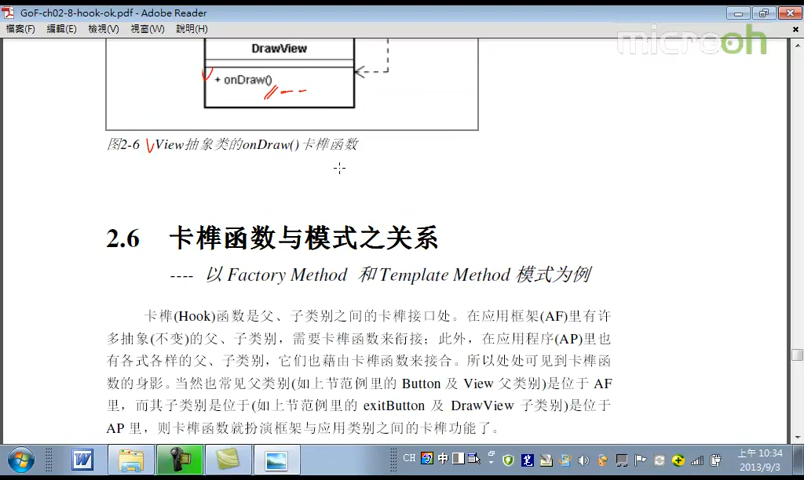 GoF-ch02-8-hook-ok.pdf - Adobe Reader
檔案(F) 編輯(E) 檢視(V) 視窗(W) 說明(H)
microoh
DrawView
+ onDraw()
图2-6 View抽象类的onDraw()卡榫函数
2.6 卡榫函数与模式之关系
---- 以 Factory Method 和 Template Method 模式为例
卡榫(Hook)函数是父、子类别之间的卡榫接口处。在应用框架(AF)里有许
多抽象(不变)的父、子类别，需要卡榫函数来衔接；此外，在应用程序(AP)里也
有各式各样的父、子类别，它们也藉由卡榫函数来接合。所以处处可见到卡榫函
数的身影。当然也常见父类别(如上节范例里的 Button 及 View 父类别)是位于 AF
里，而其子类别是位于(如上节范例里的 exitButton 及 DrawView 子类别)是位于
AP 里，则卡榫函数就扮演框架与应用类别之间的卡榫功能了。
CH 中 上午 10:34
2013/9/3